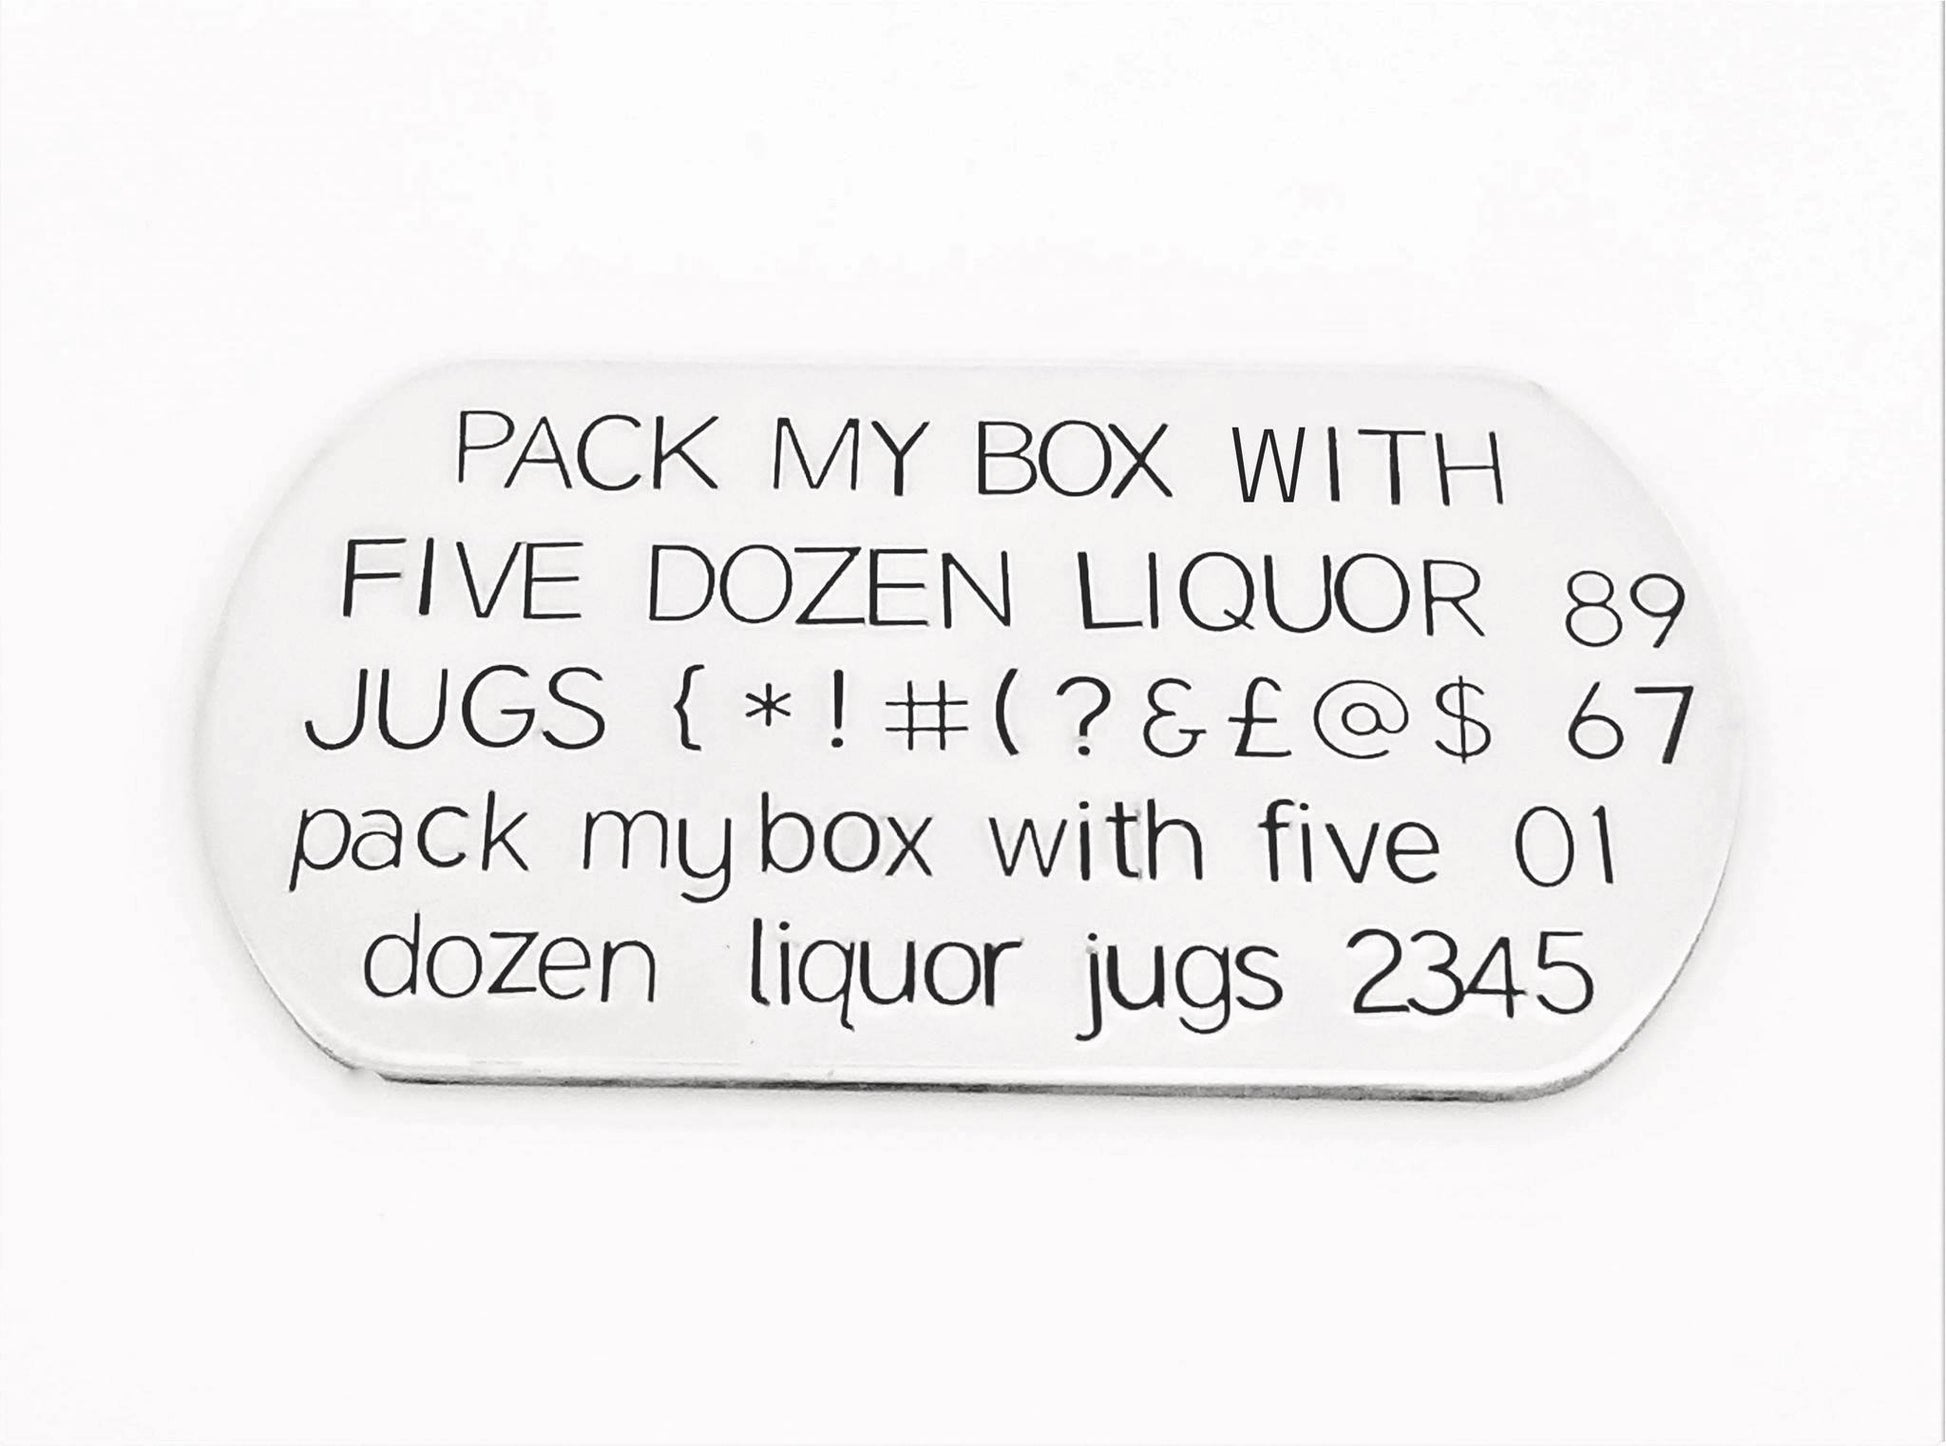 PACK MY BOX WITH
FIVE DOZEN LIQUOR 89
JUGS { * ! # ( ? & £ @ $ 67
pack my box with five 01
dozen liquor jugs 2345